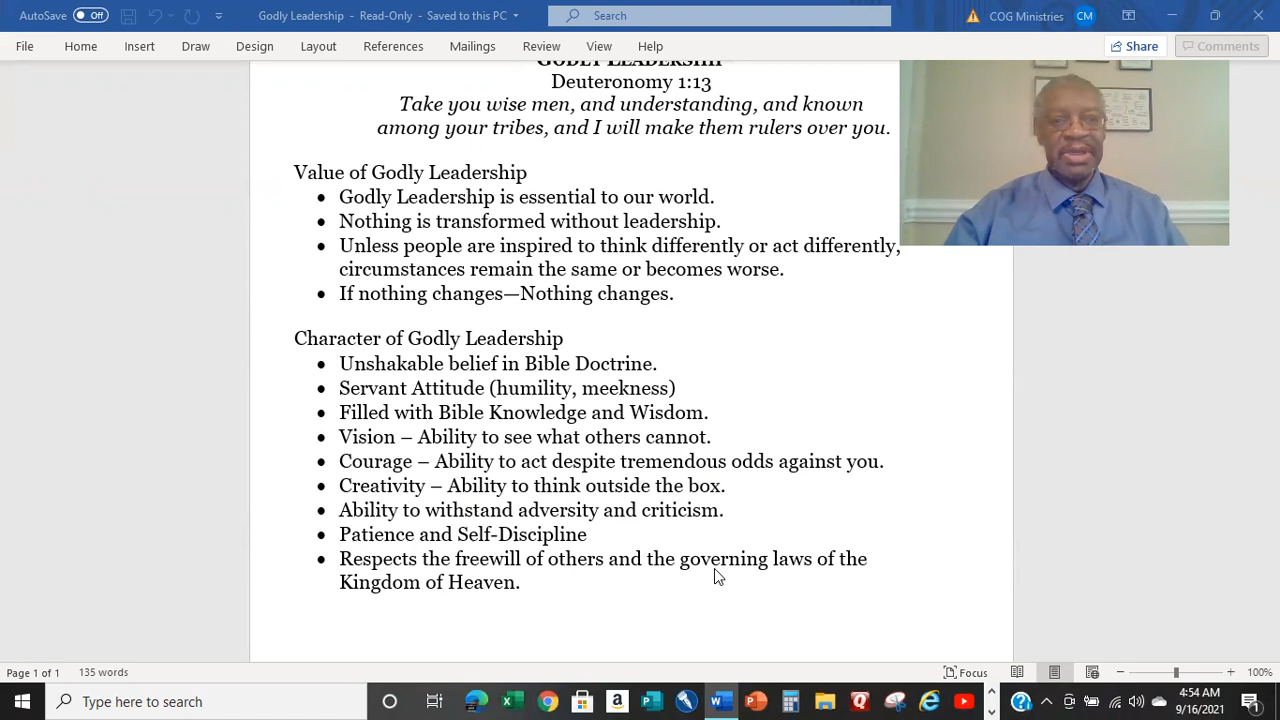 AutoSave Off Godly Leadership - Read-Only - Saved to this PC Search COG Ministries CM
File Home Insert Draw Design Layout References Mailings Review View Help Share Comments
GODLY LEADERSHIP
Deuteronomy 1:13
Take you wise men, and understanding, and known
among your tribes, and I will make them rulers over you.
Value of Godly Leadership
• Godly Leadership is essential to our world.
• Nothing is transformed without leadership.
• Unless people are inspired to think differently or act differently,
circumstances remain the same or becomes worse.
• If nothing changes—Nothing changes.
Character of Godly Leadership
• Unshakable belief in Bible Doctrine.
• Servant Attitude (humility, meekness)
• Filled with Bible Knowledge and Wisdom.
• Vision – Ability to see what others cannot.
• Courage – Ability to act despite tremendous odds against you.
• Creativity – Ability to think outside the box.
• Ability to withstand adversity and criticism.
• Patience and Self-Discipline
• Respects the freewill of others and the governing laws of the
Kingdom of Heaven.
Page 1 of 1 135 words Focus 100%
Type here to search
4:54 AM
9/16/2021